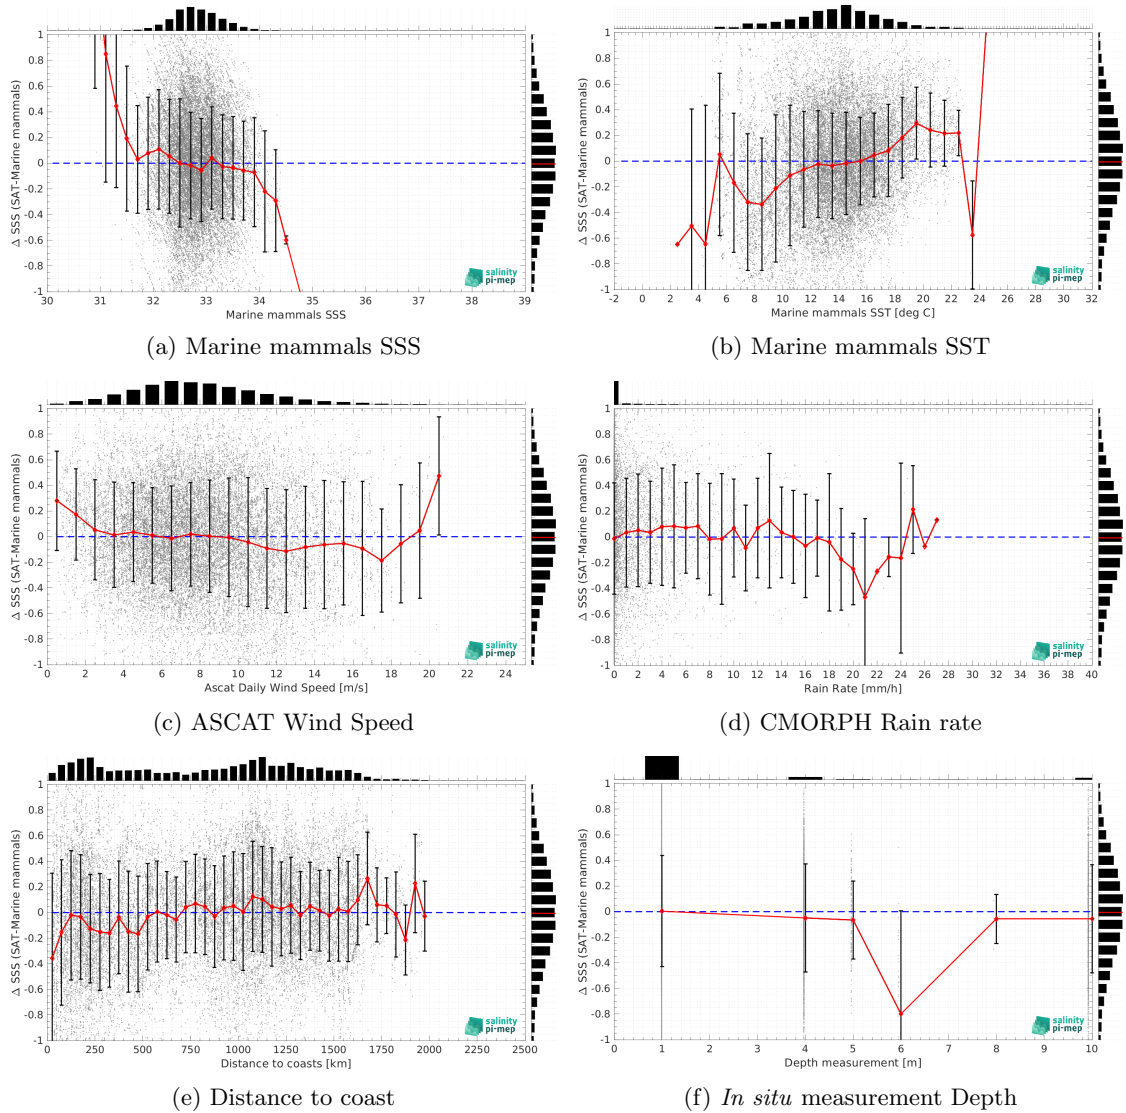 1
0.8
0.6
0.4
0.2
0
-0.2
-0.4
-0.6
-0.8
-1
Δ SSS (SAT-Marine mammals)
salinity
pi-mep
30 31 32 33 34 35 36 37 38 39
Marine mammals SSS
(a) Marine mammals SSS
1
0.8
0.6
0.4
0.2
0
-0.2
-0.4
-0.6
-0.8
-1
Δ SSS (SAT-Marine mammals)
salinity
pi-mep
-2 0 2 4 6 8 10 12 14 16 18 20 22 24 26 28 30 32
Marine mammals SST [deg C]
(b) Marine mammals SST
1
0.8
0.6
0.4
0.2
0
-0.2
-0.4
-0.6
-0.8
-1
Δ SSS (SAT-Marine mammals)
salinity
pi-mep
0 2 4 6 8 10 12 14 16 18 20 22 24
Ascat Daily Wind Speed [m/s]
(c) ASCAT Wind Speed
1
0.8
0.6
0.4
0.2
0
-0.2
-0.4
-0.6
-0.8
-1
Δ SSS (SAT-Marine mammals)
salinity
pi-mep
0 2 4 6 8 10 12 14 16 18 20 22 24 26 28 30 32 34 36 38 40
Rain Rate [mm/h]
(d) CMORPH Rain rate
1
0.8
0.6
0.4
0.2
0
-0.2
-0.4
-0.6
-0.8
-1
Δ SSS (SAT-Marine mammals)
salinity
pi-mep
0 250 500 750 1000 1250 1500 1750 2000 2250 2500
Distance to coasts [km]
(e) Distance to coast
1
0.8
0.6
0.4
0.2
0
-0.2
-0.4
-0.6
-0.8
-1
Δ SSS (SAT-Marine mammals)
salinity
pi-mep
0 1 2 3 4 5 6 7 8 9 10
Depth measurement [m]
(f) In situ measurement Depth